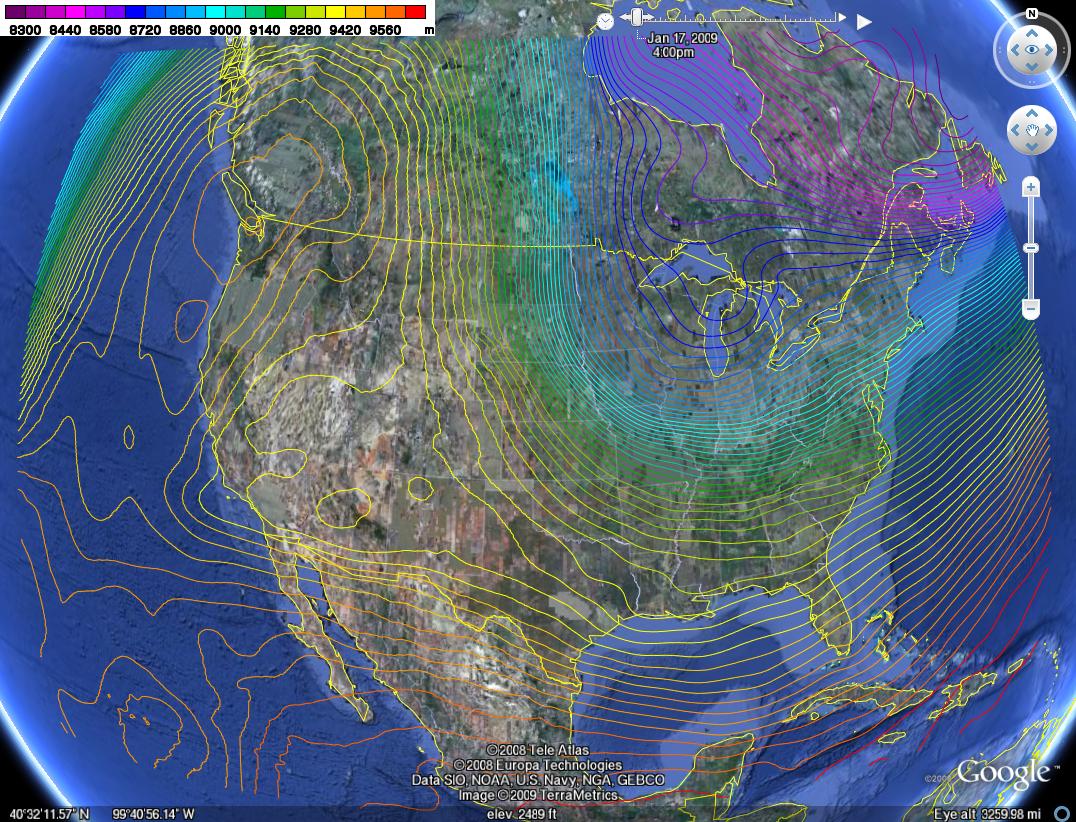 8300 8440 8580 8720 8860 9000 9140 9280 9420 9560 m
Jan 17, 2009
4:00pm
N
©2008 Tele Atlas
©2008 Europa Technologies
Data SIO, NOAA, U.S. Navy, NGA, GEBCO
Image ©2009 TerraMetrics
©2009 Google™
40°32'11.57" N 99°40'56.14" W elev 2489 ft Eye alt 3259.98 mi